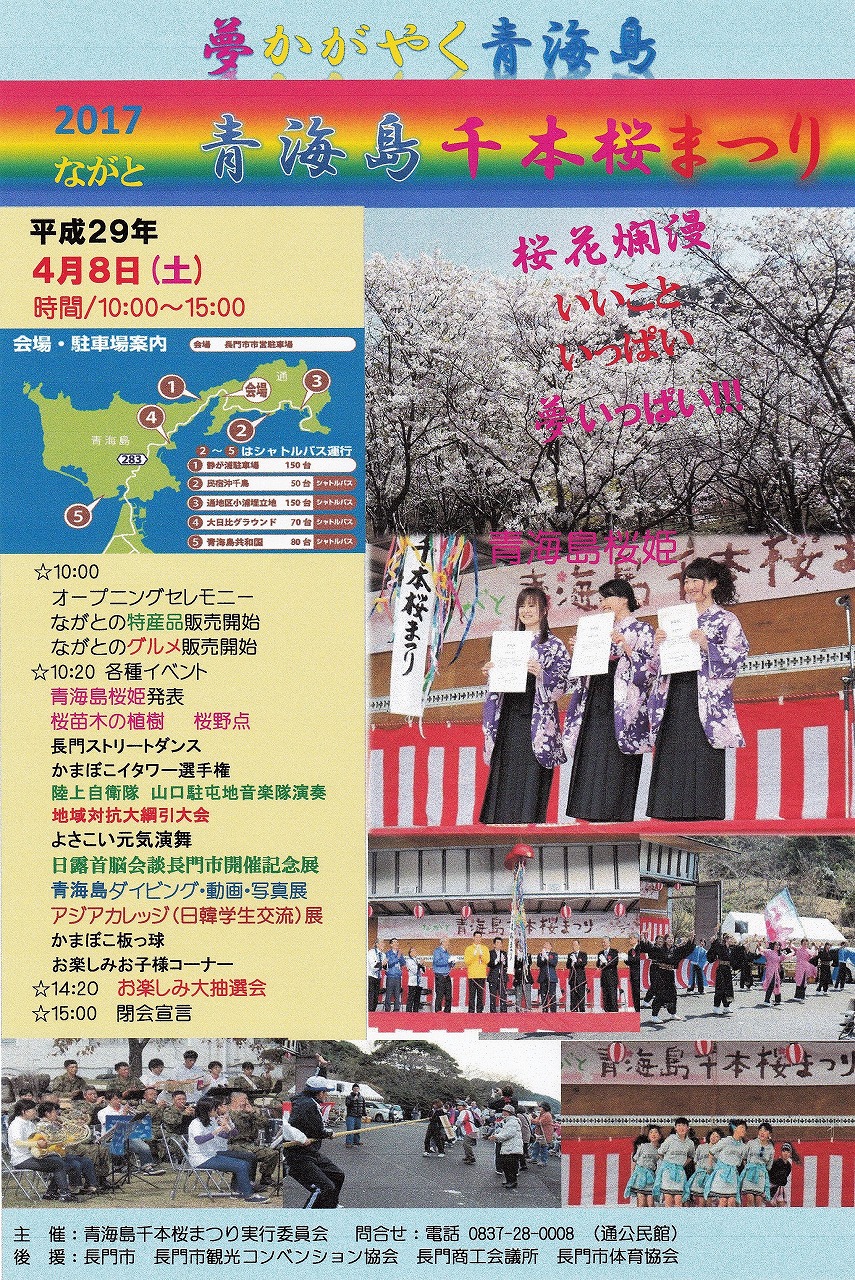 夢かがやく青海島
2017
ながと
青海島千本桜まつり
平成29年
4月8日(土)
時間/10:00～15:00
桜花爛漫
いいこと
いっぱい
夢いっぱい!!!
会場・駐車場案内
会場 長門市市営駐車場
通
会場
1
3
2
4
青海島
283
5
2～5はシャトルバス運行
1 静が浦駐車場 150台
2 民宿沖千鳥 50台 シャトルバス
3 通地区小浦埋立地 150台 シャトルバス
4 大日比グラウンド 70台 シャトルバス
5 青海島共和国 80台 シャトルバス
青海島桜姫
千本桜まつり
青海島千本桜ま
☆10:00
オープニングセレモニー
ながとの特産品販売開始
ながとのグルメ販売開始
☆10:20 各種イベント
青海島桜姫発表
桜苗木の植樹 桜野点
長門ストリートダンス
かまぼこイタワー選手権
陸上自衛隊 山口駐屯地音楽隊演奏
地域対抗大綱引大会
よさこい元気演舞
日露首脳会談長門市開催記念展
青海島ダイビング・動画・写真展
アジアカレッジ(日韓学生交流)展
かまぼこ板っ球
お楽しみお子様コーナー
☆14:20 お楽しみ大抽選会
☆15:00 閉会宣言
青海島千本桜まつり
青海島千本桜まつり
主 催：青海島千本桜まつり実行委員会 問合せ：電話 0837-28-0008 (通公民館)
後 援：長門市 長門市観光コンベンション協会 長門商工会議所 長門市体育協会